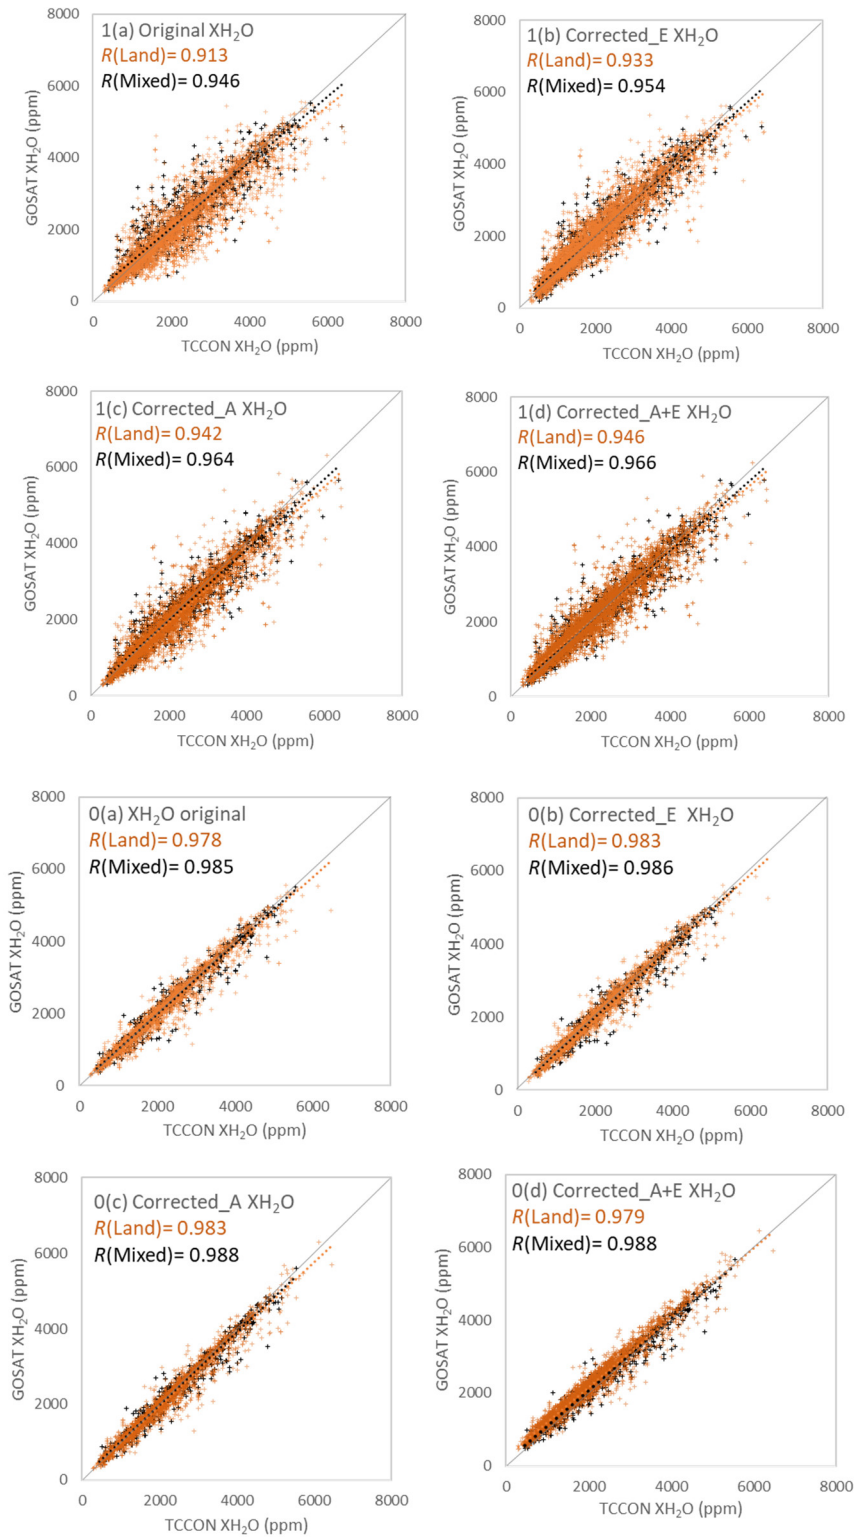 8000
1(a) Original XH₂O
R(Land)= 0.913
R(Mixed)= 0.946
6000
4000
2000
0
GOSAT XH₂O (ppm)
0 2000 4000 6000 8000
TCCON XH₂O (ppm)
8000
1(b) Corrected_E XH₂O
R(Land)= 0.933
R(Mixed)= 0.954
6000
4000
2000
0
GOSAT XH₂O (ppm)
0 2000 4000 6000 8000
TCCON XH₂O (ppm)
8000
1(c) Corrected_A XH₂O
R(Land)= 0.942
R(Mixed)= 0.964
6000
4000
2000
0
GOSAT XH₂O (ppm)
0 2000 4000 6000 8000
TCCON XH₂O (ppm)
8000
1(d) Corrected_A+E XH₂O
R(Land)= 0.946
R(Mixed)= 0.966
6000
4000
2000
0
GOSAT XH₂O (ppm)
0 2000 4000 6000 8000
TCCON XH₂O (ppm)
8000
0(a) XH₂O original
R(Land)= 0.978
R(Mixed)= 0.985
6000
4000
2000
0
GOSAT XH₂O (ppm)
0 2000 4000 6000 8000
TCCON XH₂O (ppm)
8000
0(b) Corrected_E XH₂O
R(Land)= 0.983
R(Mixed)= 0.986
6000
4000
2000
0
GOSAT XH₂O (ppm)
0 2000 4000 6000 8000
TCCON XH₂O (ppm)
8000
0(c) Corrected_A XH₂O
R(Land)= 0.983
R(Mixed)= 0.988
6000
4000
2000
0
GOSAT XH₂O (ppm)
0 2000 4000 6000 8000
TCCON XH₂O (ppm)
8000
0(d) Corrected_A+E XH₂O
R(Land)= 0.979
R(Mixed)= 0.988
6000
4000
2000
0
GOSAT XH₂O (ppm)
0 2000 4000 6000 8000
TCCON XH₂O (ppm)